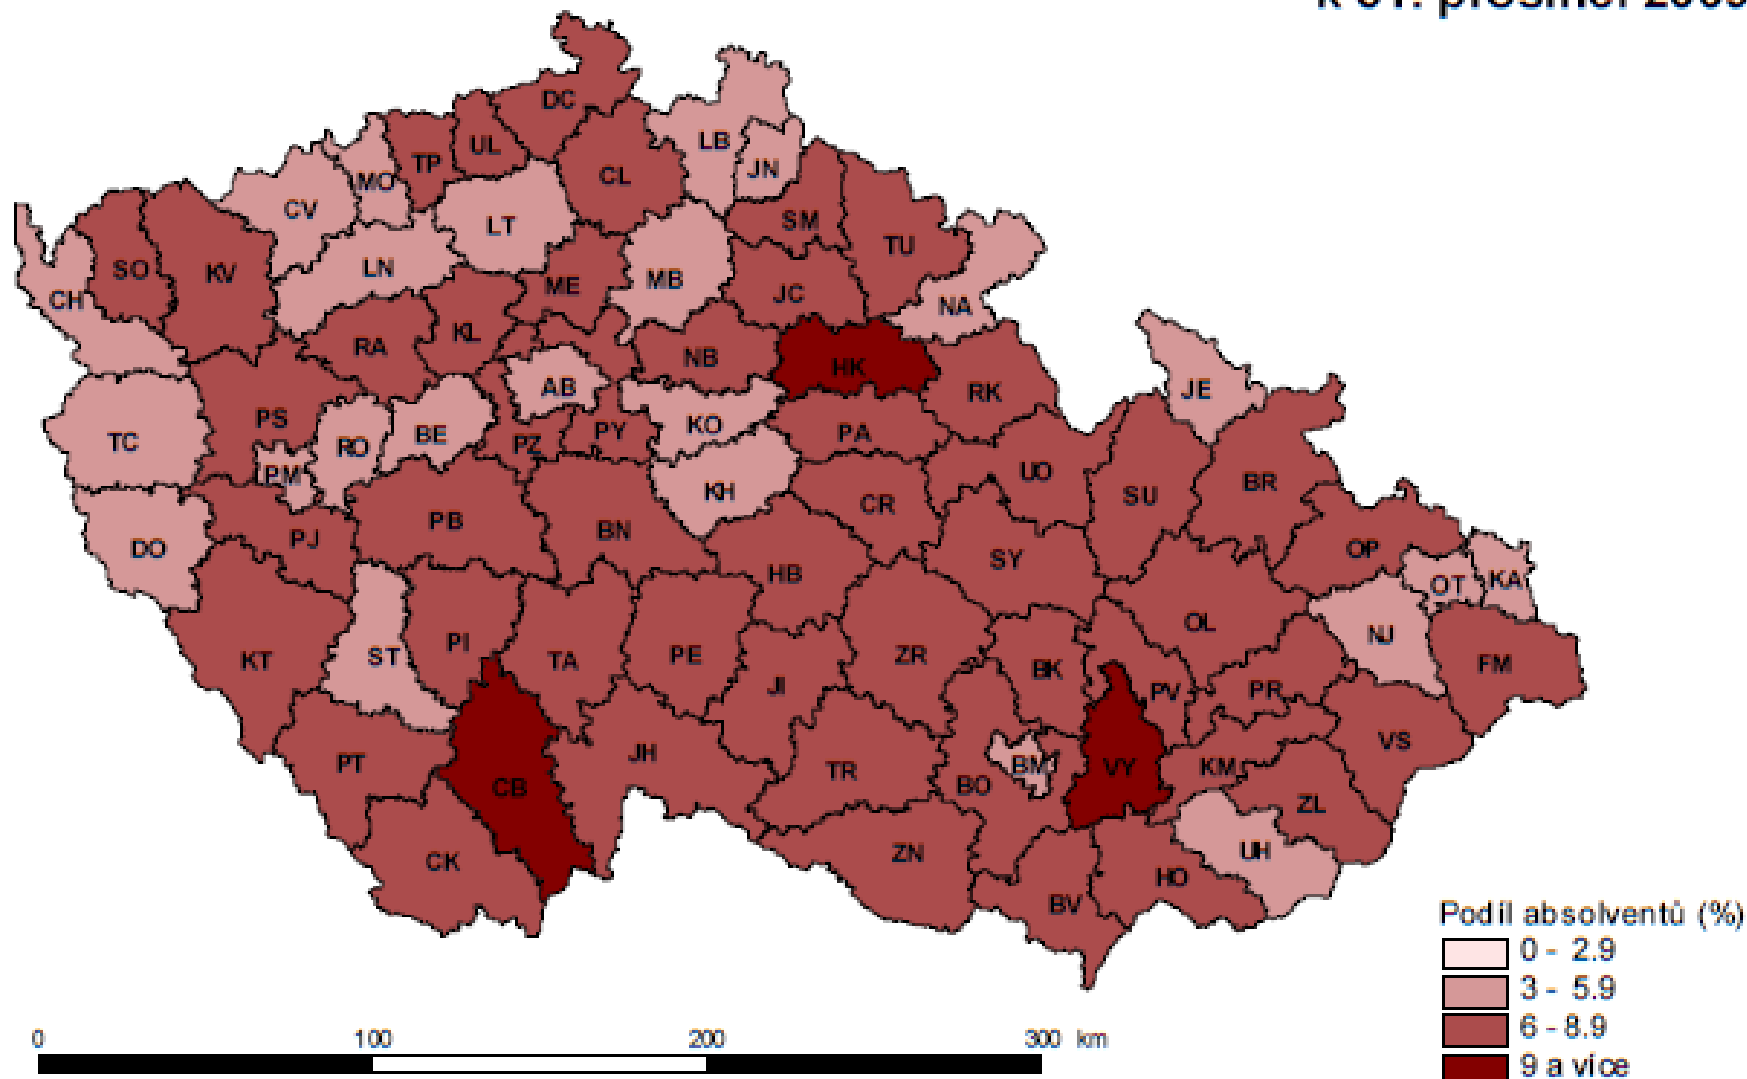 DC
UL
LB
TP
JN
CL
MO
CV
SM
LT
TU
SO
KV
LN
ME
MB
JC
CH
NA
KL
RA
NB
HK
AB
JE
RK
PS
KO
PA
PY
BE
TC
RO
PZ
PM
UO
BR
KH
SU
CR
PB
BN
PJ
DO
OP
SY
HB
KA
OT
OL
NJ
PI
ST
KT
TA
PE
ZR
FM
BK
JI
PV
PR
VS
JH
PT
BM
VY
KM
TR
CB
BO
ZL
UH
ZN
CK
HO
BV
Podíl absolventů (%)
0 - 2.9
3 - 5.9
6 - 8.9
9 a více
0 100 200 300 km